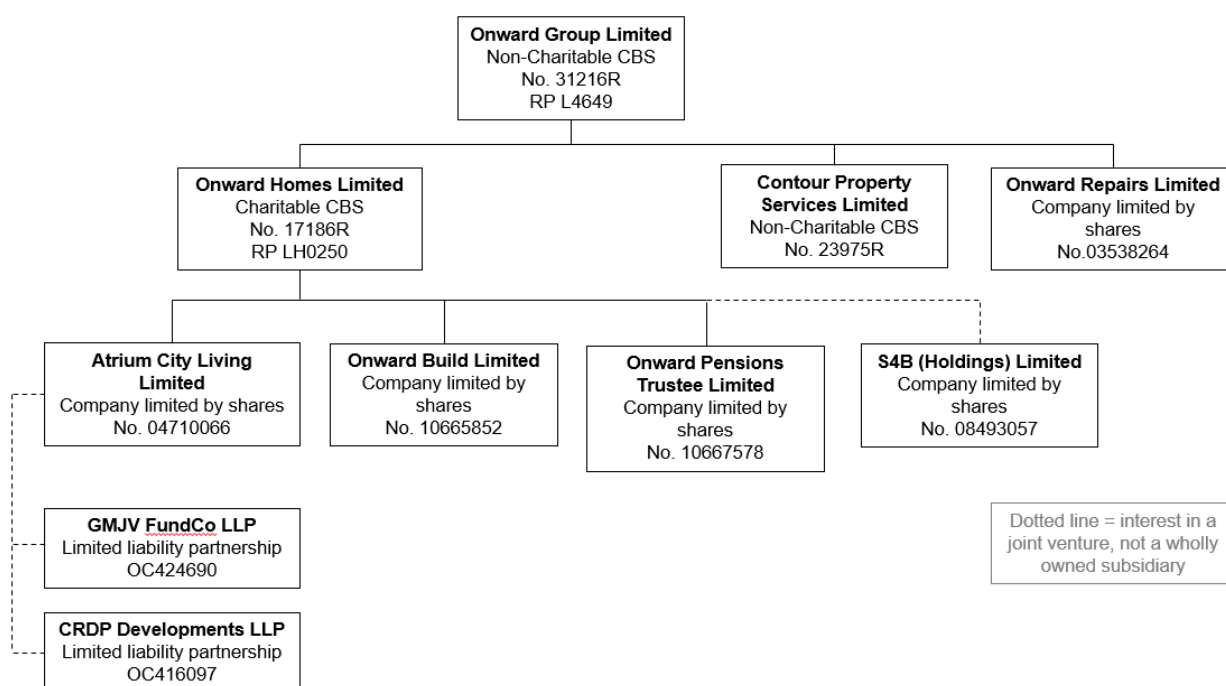 Onward Group Limited
Non-Charitable CBS
No. 31216R
RP L4649
Onward Homes Limited
Charitable CBS
No. 17186R
RP LH0250
Contour Property
Services Limited
Non-Charitable CBS
No. 23975R
Onward Repairs Limited
Company limited by
shares
No.03538264
Atrium City Living
Limited
Company limited by shares
No. 04710066
Onward Build Limited
Company limited by
shares
No. 10665852
Onward Pensions
Trustee Limited
Company limited by
shares
No. 10667578
S4B (Holdings) Limited
Company limited by
shares
No. 08493057
GMJV FundCo LLP
Limited liability partnership
OC424690
Dotted line = interest in a
joint venture, not a wholly
owned subsidiary
CRDP Developments LLP
Limited liability partnership
OC416097